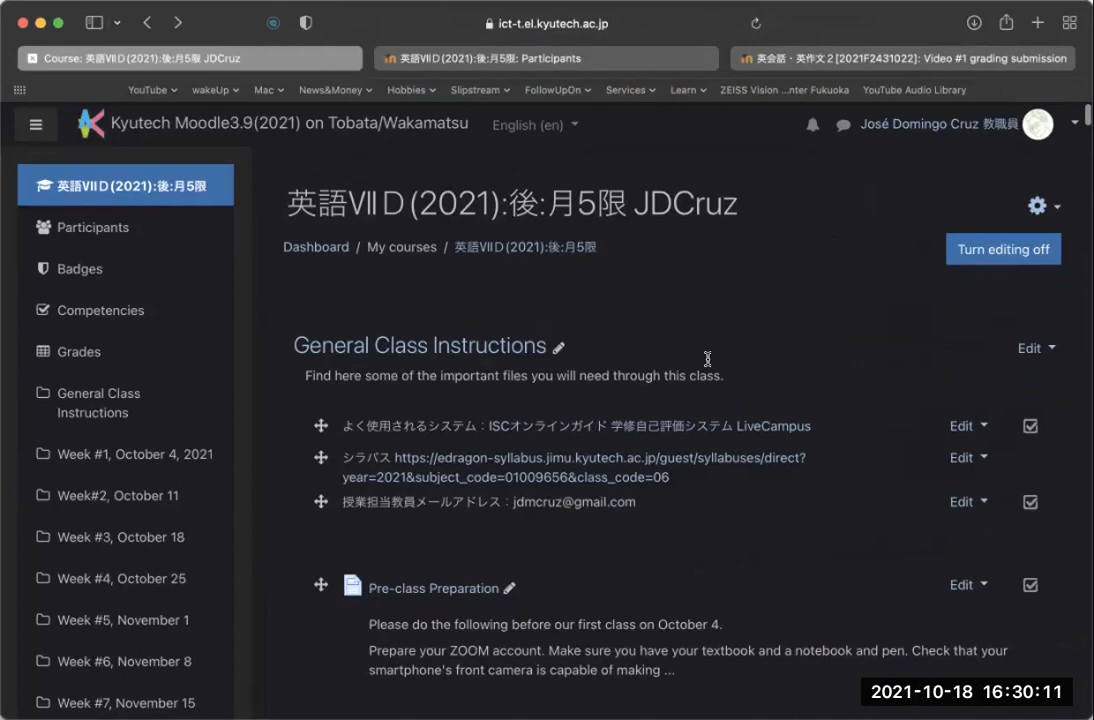 ict-t.el.kyutech.ac.jp
Course: 英語ⅦＤ(2021):後:月5限 JDCruz
英語ⅦＤ(2021):後:月5限: Participants
英会話・英作文２[2021F2431022]: Video #1 grading submission
YouTube
wakeUp
Mac
News&Money
Hobbies
Slipstream
FollowUpOn
Services
Learn
ZEISS Vision ...nter Fukuoka
YouTube Audio Library
Kyutech Moodle3.9(2021) on Tobata/Wakamatsu
English (en)
José Domingo Cruz 教職員
英語ⅦＤ(2021):後:月5限
Participants
Badges
Competencies
Grades
General Class
Instructions
Week #1, October 4, 2021
Week#2, October 11
Week #3, October 18
Week #4, October 25
Week #5, November 1
Week #6, November 8
Week #7, November 15
英語ⅦＤ(2021):後:月5限 JDCruz
Dashboard / My courses / 英語ⅦＤ(2021):後:月5限
Turn editing off
General Class Instructions
Edit
Find here some of the important files you will need through this class.
よく使用されるシステム：ISCオンラインガイド 学修自己評価システム LiveCampus
Edit
シラバス https://edragon-syllabus.jimu.kyutech.ac.jp/guest/syllabuses/direct?
year=2021&subject_code=01009656&class_code=06
Edit
授業担当教員メールアドレス：jdmcruz@gmail.com
Edit
Pre-class Preparation
Edit
Please do the following before our first class on October 4.
Prepare your ZOOM account. Make sure you have your textbook and a notebook and pen. Check that your
smartphone's front camera is capable of making ...
2021-10-18 16:30:11